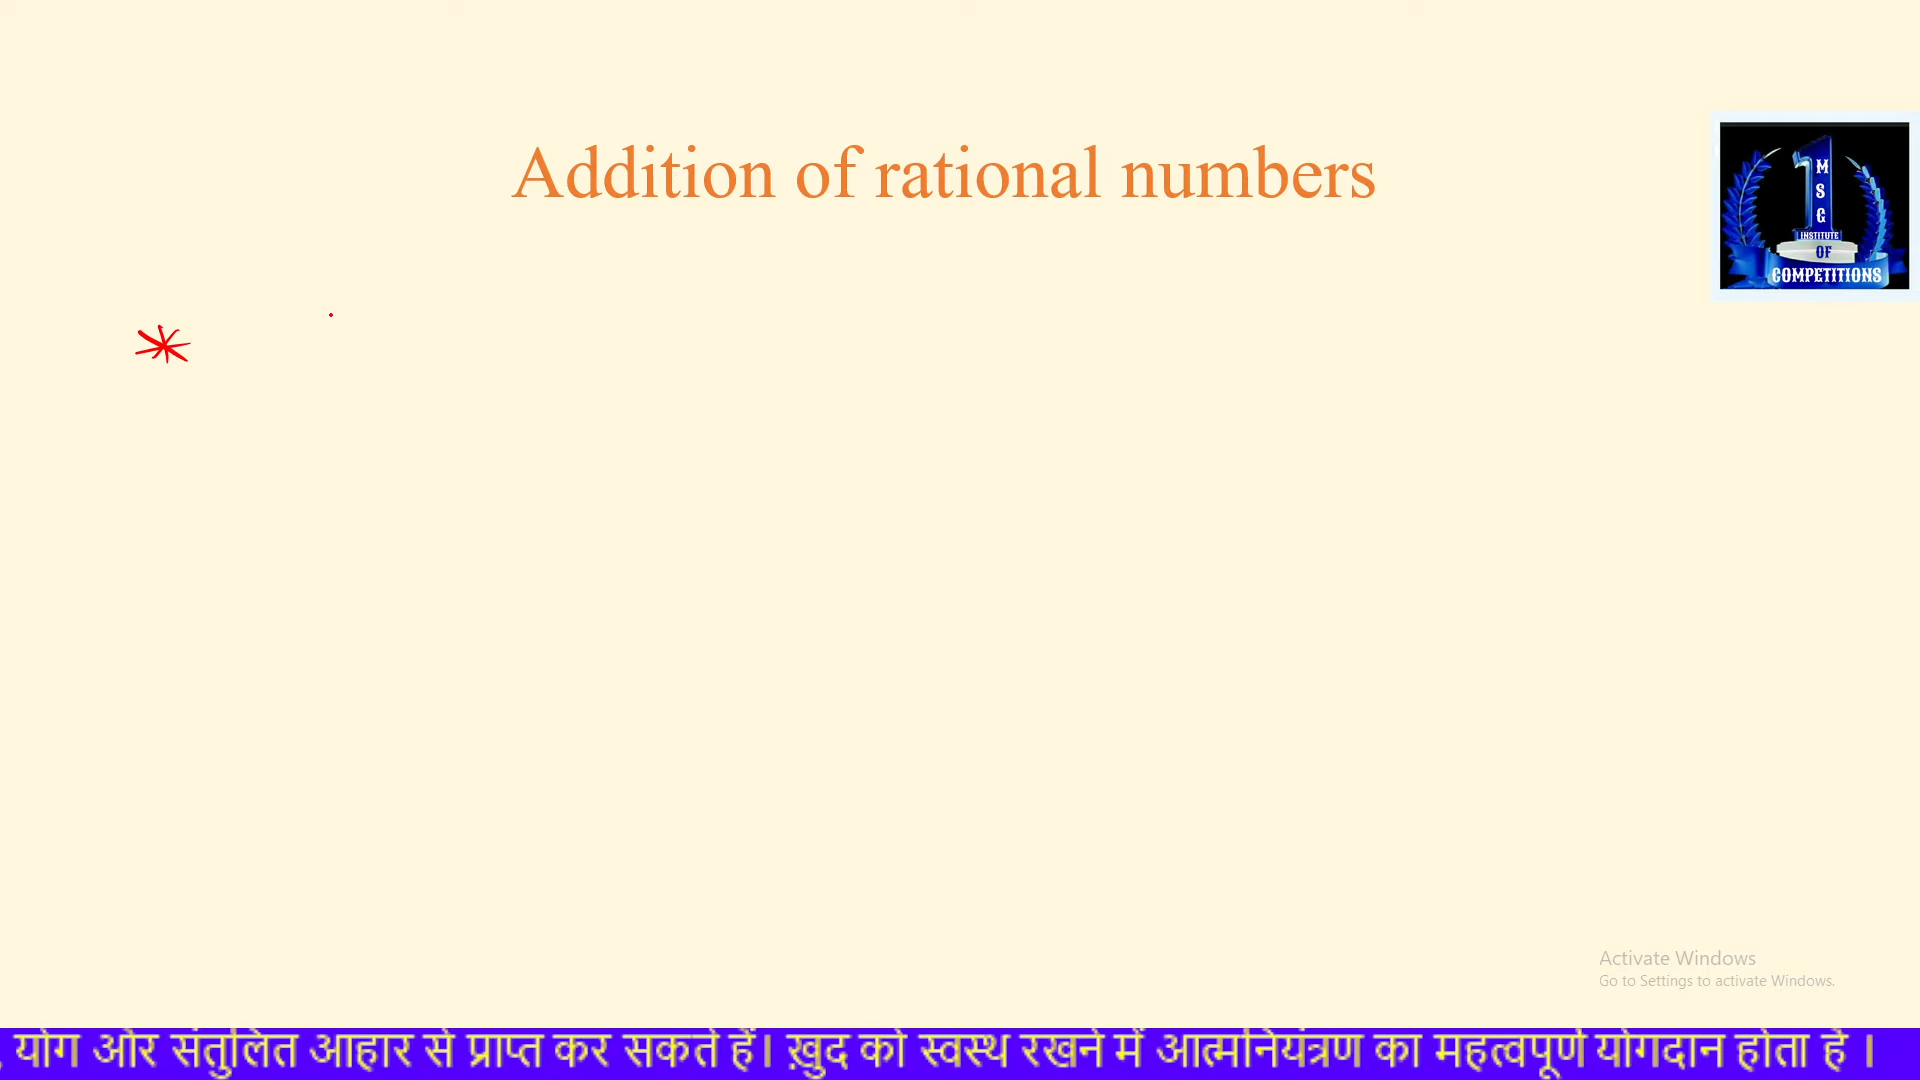 Addition of rational numbers
M
S
G
INSTITUTE
OF
COMPETITIONS
Activate Windows
Go to Settings to activate Windows.
, योग और संतुलित आहार से प्राप्त कर सकते हैं। ख़ुद को स्वस्थ रखने में आत्मनियंत्रण का महत्वपूर्ण योगदान होता है ।